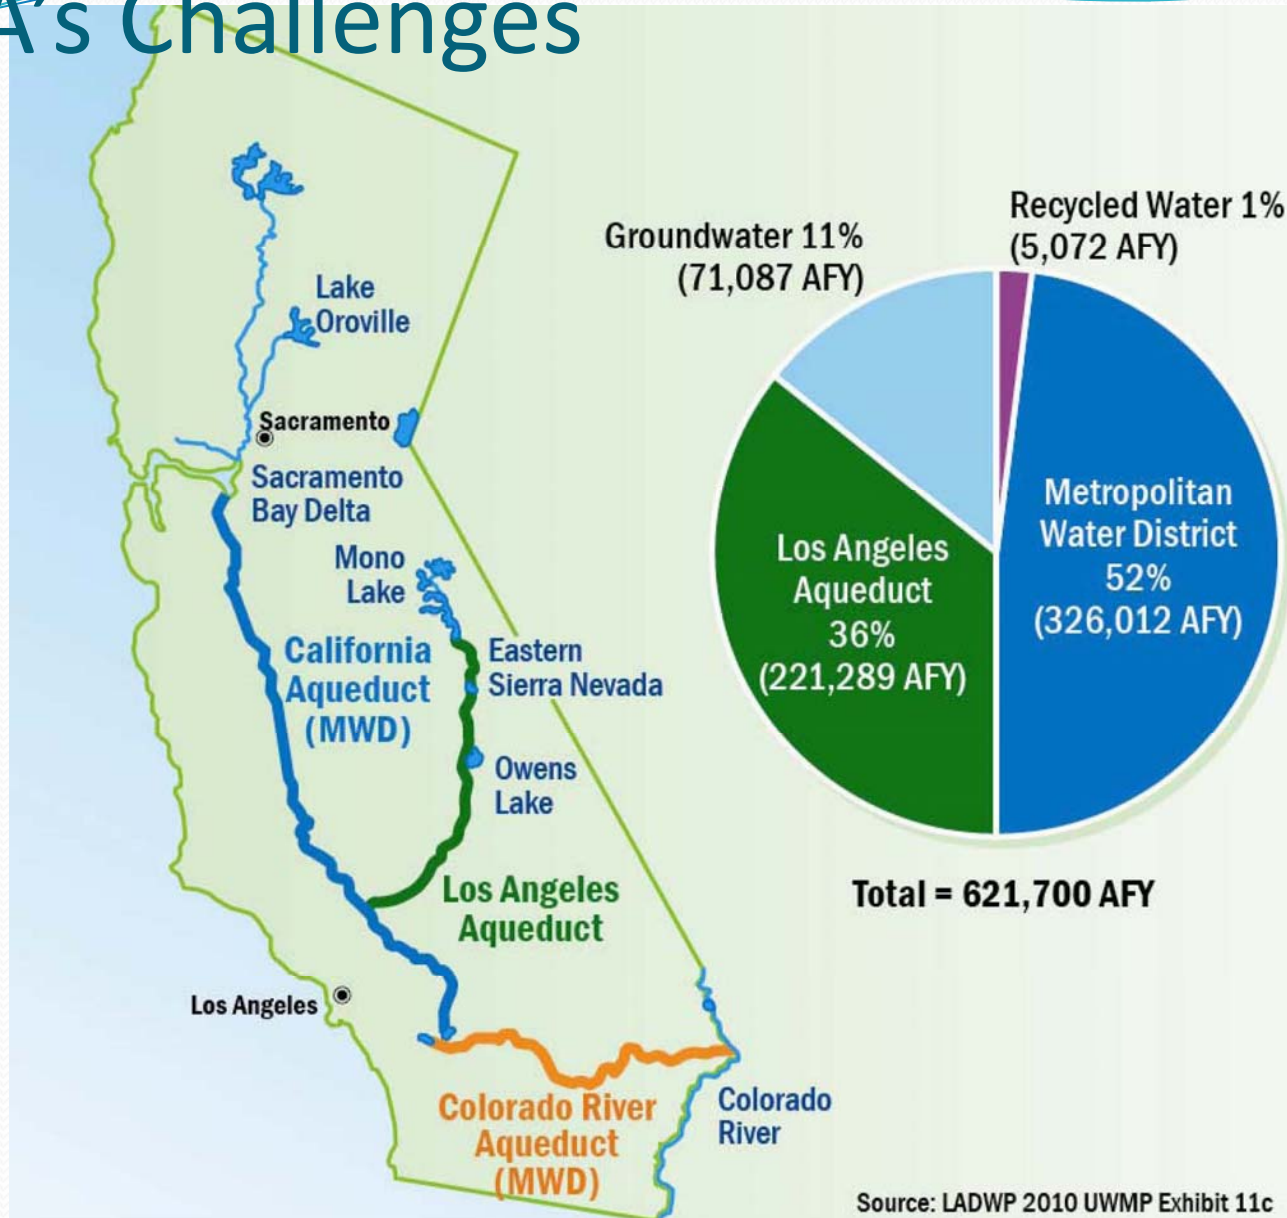 A's Challenges
Lake
Oroville
Sacramento
Sacramento
Bay Delta
Mono
Lake
California
Aqueduct
(MWD)
Eastern
Sierra Nevada
Owens
Lake
Los Angeles
Aqueduct
Los Angeles
Colorado River
Aqueduct
(MWD)
Colorado
River
Groundwater 11%
(71,087 AFY)
Recycled Water 1%
(5,072 AFY)
Metropolitan
Water District
52%
(326,012 AFY)
Los Angeles
Aqueduct
36%
(221,289 AFY)
Total = 621,700 AFY
Source: LADWP 2010 UWMP Exhibit 11c